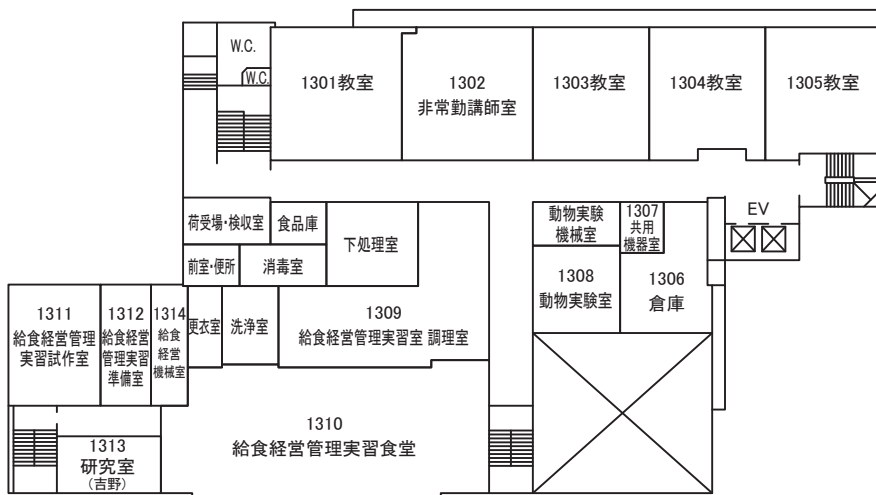 W.C.
W.C.
1301教室
1302
非常勤講師室
1303教室
1304教室
1305教室
荷受場・検収室
食品庫
下処理室
前室・便所
消毒室
動物実験
機械室
1307
共用
機器室
EV
1308
動物実験室
1306
倉庫
1311
給食経営管理
実習試作室
1312
給食経営
管理実習
準備室
1314
給食
経営
機械室
更衣室
洗浄室
1309
給食経営管理実習室 調理室
1310
給食経営管理実習食堂
1313
研究室
(吉野)